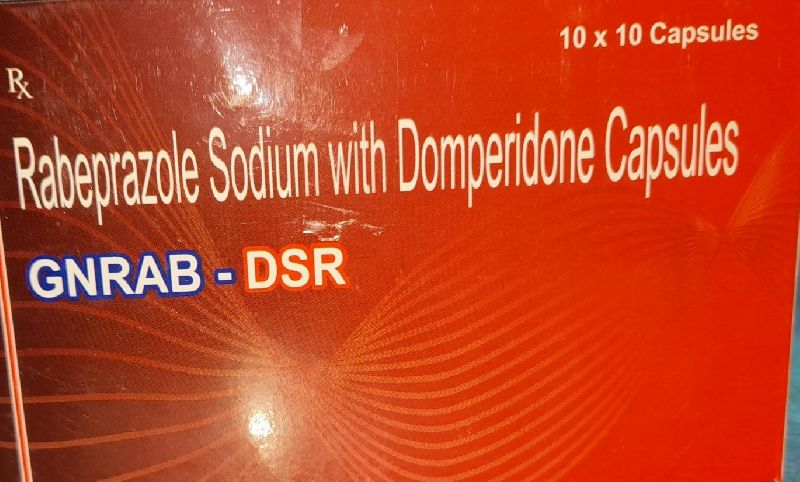 10 x 10 Capsules
Rx
Rabeprazole Sodium with Domperidone Capsules
GNRAB - DSR